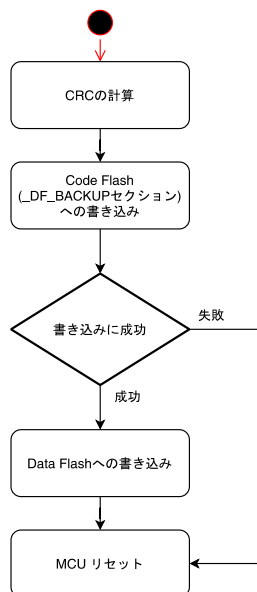 CRCの計算
Code Flash
(_DF_BACKUPセクション)
への書き込み
書き込みに成功
失敗
成功
Data Flashへの書き込み
MCU リセット